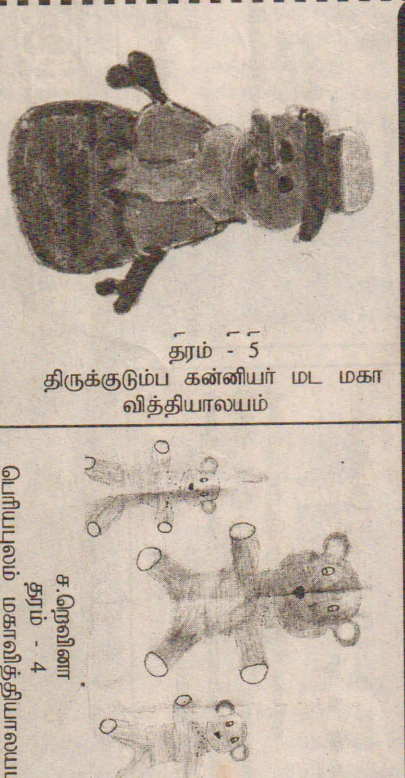 தரம் - 5
திருக்குடும்ப கன்னியர் மட மகா
வித்தியாலயம்
ச.றெலினா
தரம் - 4
பெரியபுலம் மகாவித்தியாலயம்